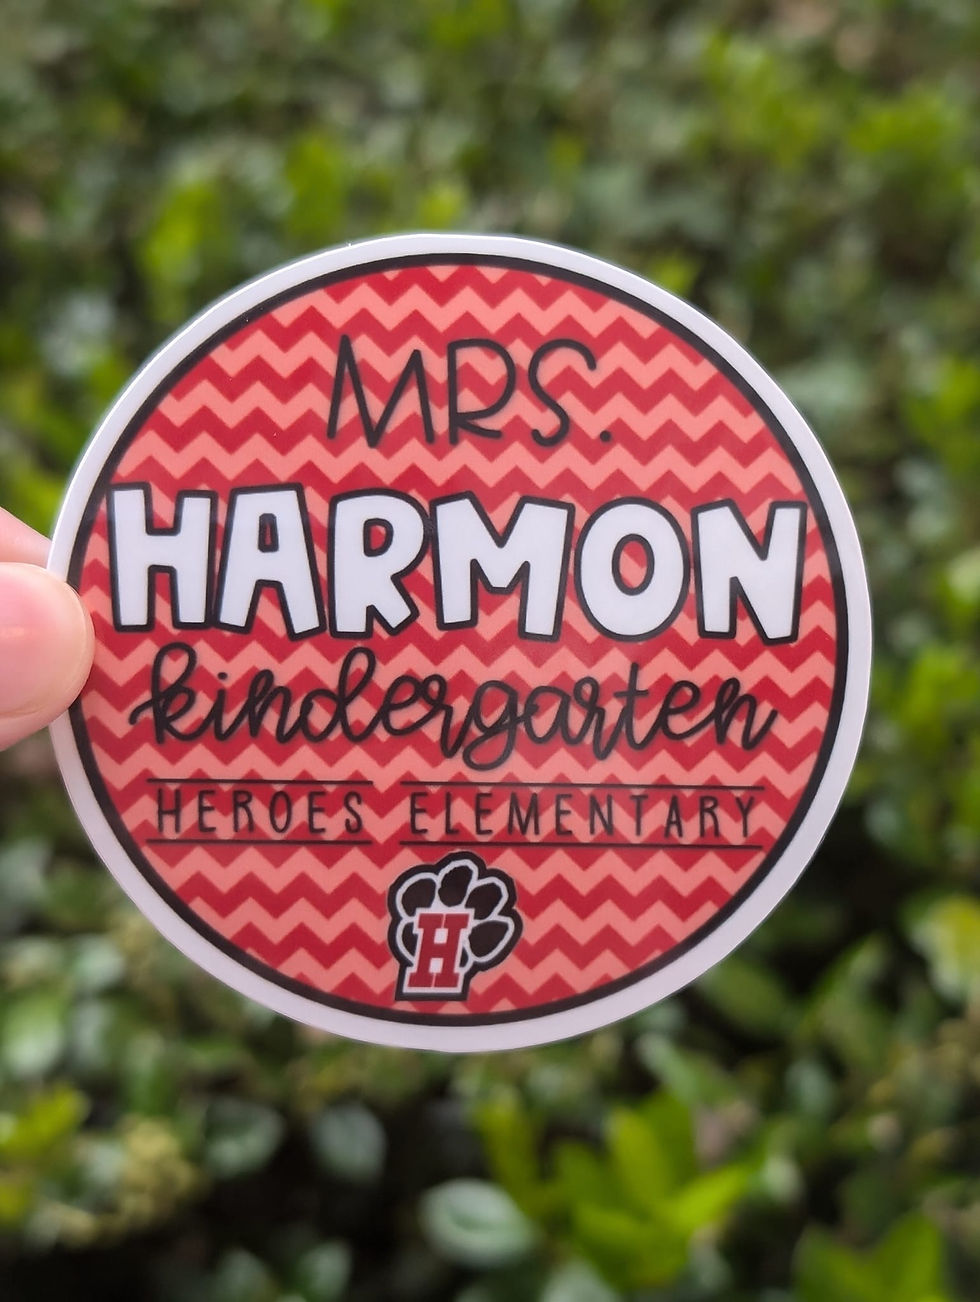 MRS.
HARMON
kindergarten
HEROES ELEMENTARY
H